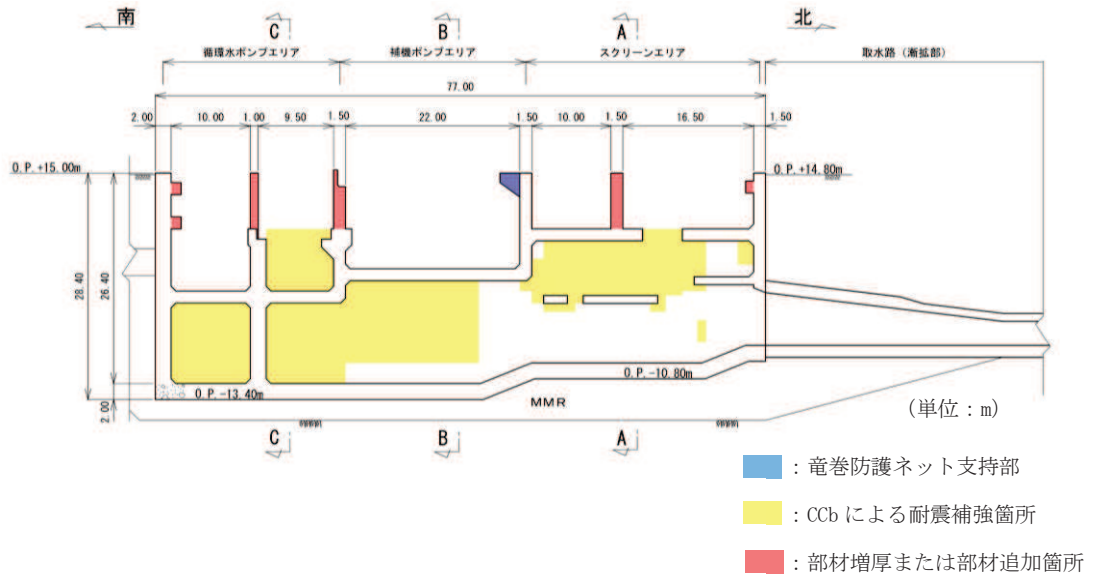 南
C
B
A
北
循環水ポンプエリア
補機ポンプエリア
スクリーンエリア
取水路（漸拡部）
77.00
2.00 10.00 1.00 9.50 1.50 22.00 1.50 10.00 1.50 16.50 1.50
O.P.+15.00m
O.P.+14.80m
28.40
26.40
2.00
O.P.-13.40m
O.P.-10.80m
MMR
C
B
A
（単位：m）
：竜巻防護ネット支持部
：CCbによる耐震補強箇所
：部材増厚または部材追加箇所